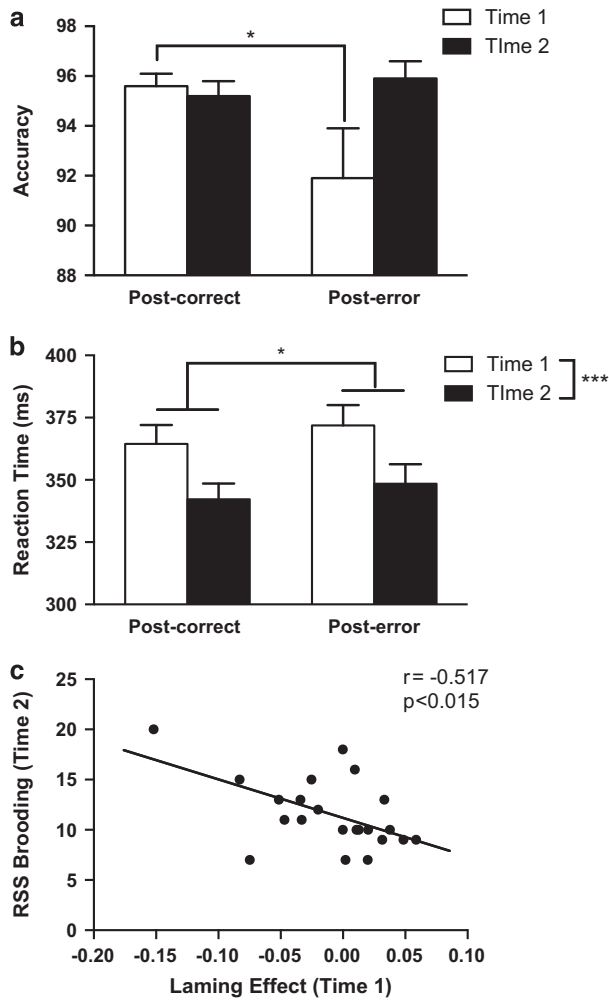 a
Time 1
TIme 2
*
98
96
94
92
90
88
Accuracy
Post-correct Post-error
b
Time 1
TIme 2
***
*
400
375
350
325
300
Reaction Time (ms)
Post-correct Post-error
c
r= -0.517
p<0.015
25
20
15
10
5
0
RSS Brooding (Time 2)
-0.20 -0.15 -0.10 -0.05 0.00 0.05 0.10
Laming Effect (Time 1)